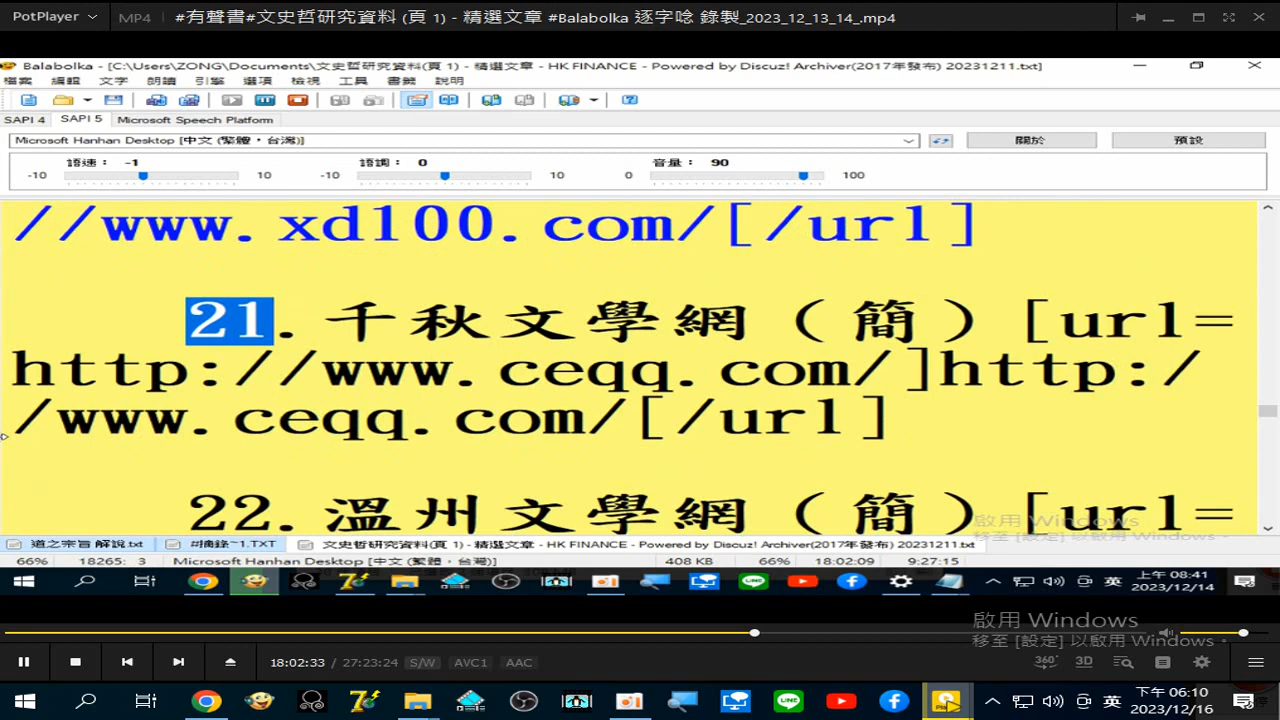 PotPlayer MP4 #有聲書#文史哲研究資料 (頁 1) - 精選文章 #Balabolka 逐字唸 錄製_2023_12_13_14_.mp4
Balabolka - [C:\Users\ZONG\Documents\文史哲研究資料(頁 1) - 精選文章 - HK FINANCE - Powered by Discuz! Archiver(2017年發布) 20231211.txt]
檔案 編輯 文字 朗讀 引擎 選項 檢視 工具 書籤 說明
SAPI 4 SAPI 5 Microsoft Speech Platform
Microsoft Hanhan Desktop [中文 (繁體，台灣)] 關於 預設
語速： -1 語調： 0 音量： 90
-10 10 -10 10 0 100
//www.xd100.com/[/url]
21.千秋文學網（簡）[url=
http://www.ceqq.com/]http:/
/www.ceqq.com/[/url]
22.溫州文學網（簡）[url=
啟用 Windows
移至 [設定] 以啟用 Windows。
道之宗旨 解說.txt #摘錄~1.TXT 文史哲研究資料(頁 1) - 精選文章 - HK FINANCE - Powered by Discuz! Archiver(2017年發布) 20231211.txt
66% 18265: 3 Microsoft Hanhan Desktop [中文 (繁體，台灣)] 408 KB 66% 18:02:09 9:27:15
英 上午 08:41
2023/12/14
啟用 Windows
移至 [設定] 以啟用 Windows。
18:02:33 / 27:23:24 S/W AVC1 AAC 360° 3D
英 下午 06:10
2023/12/16